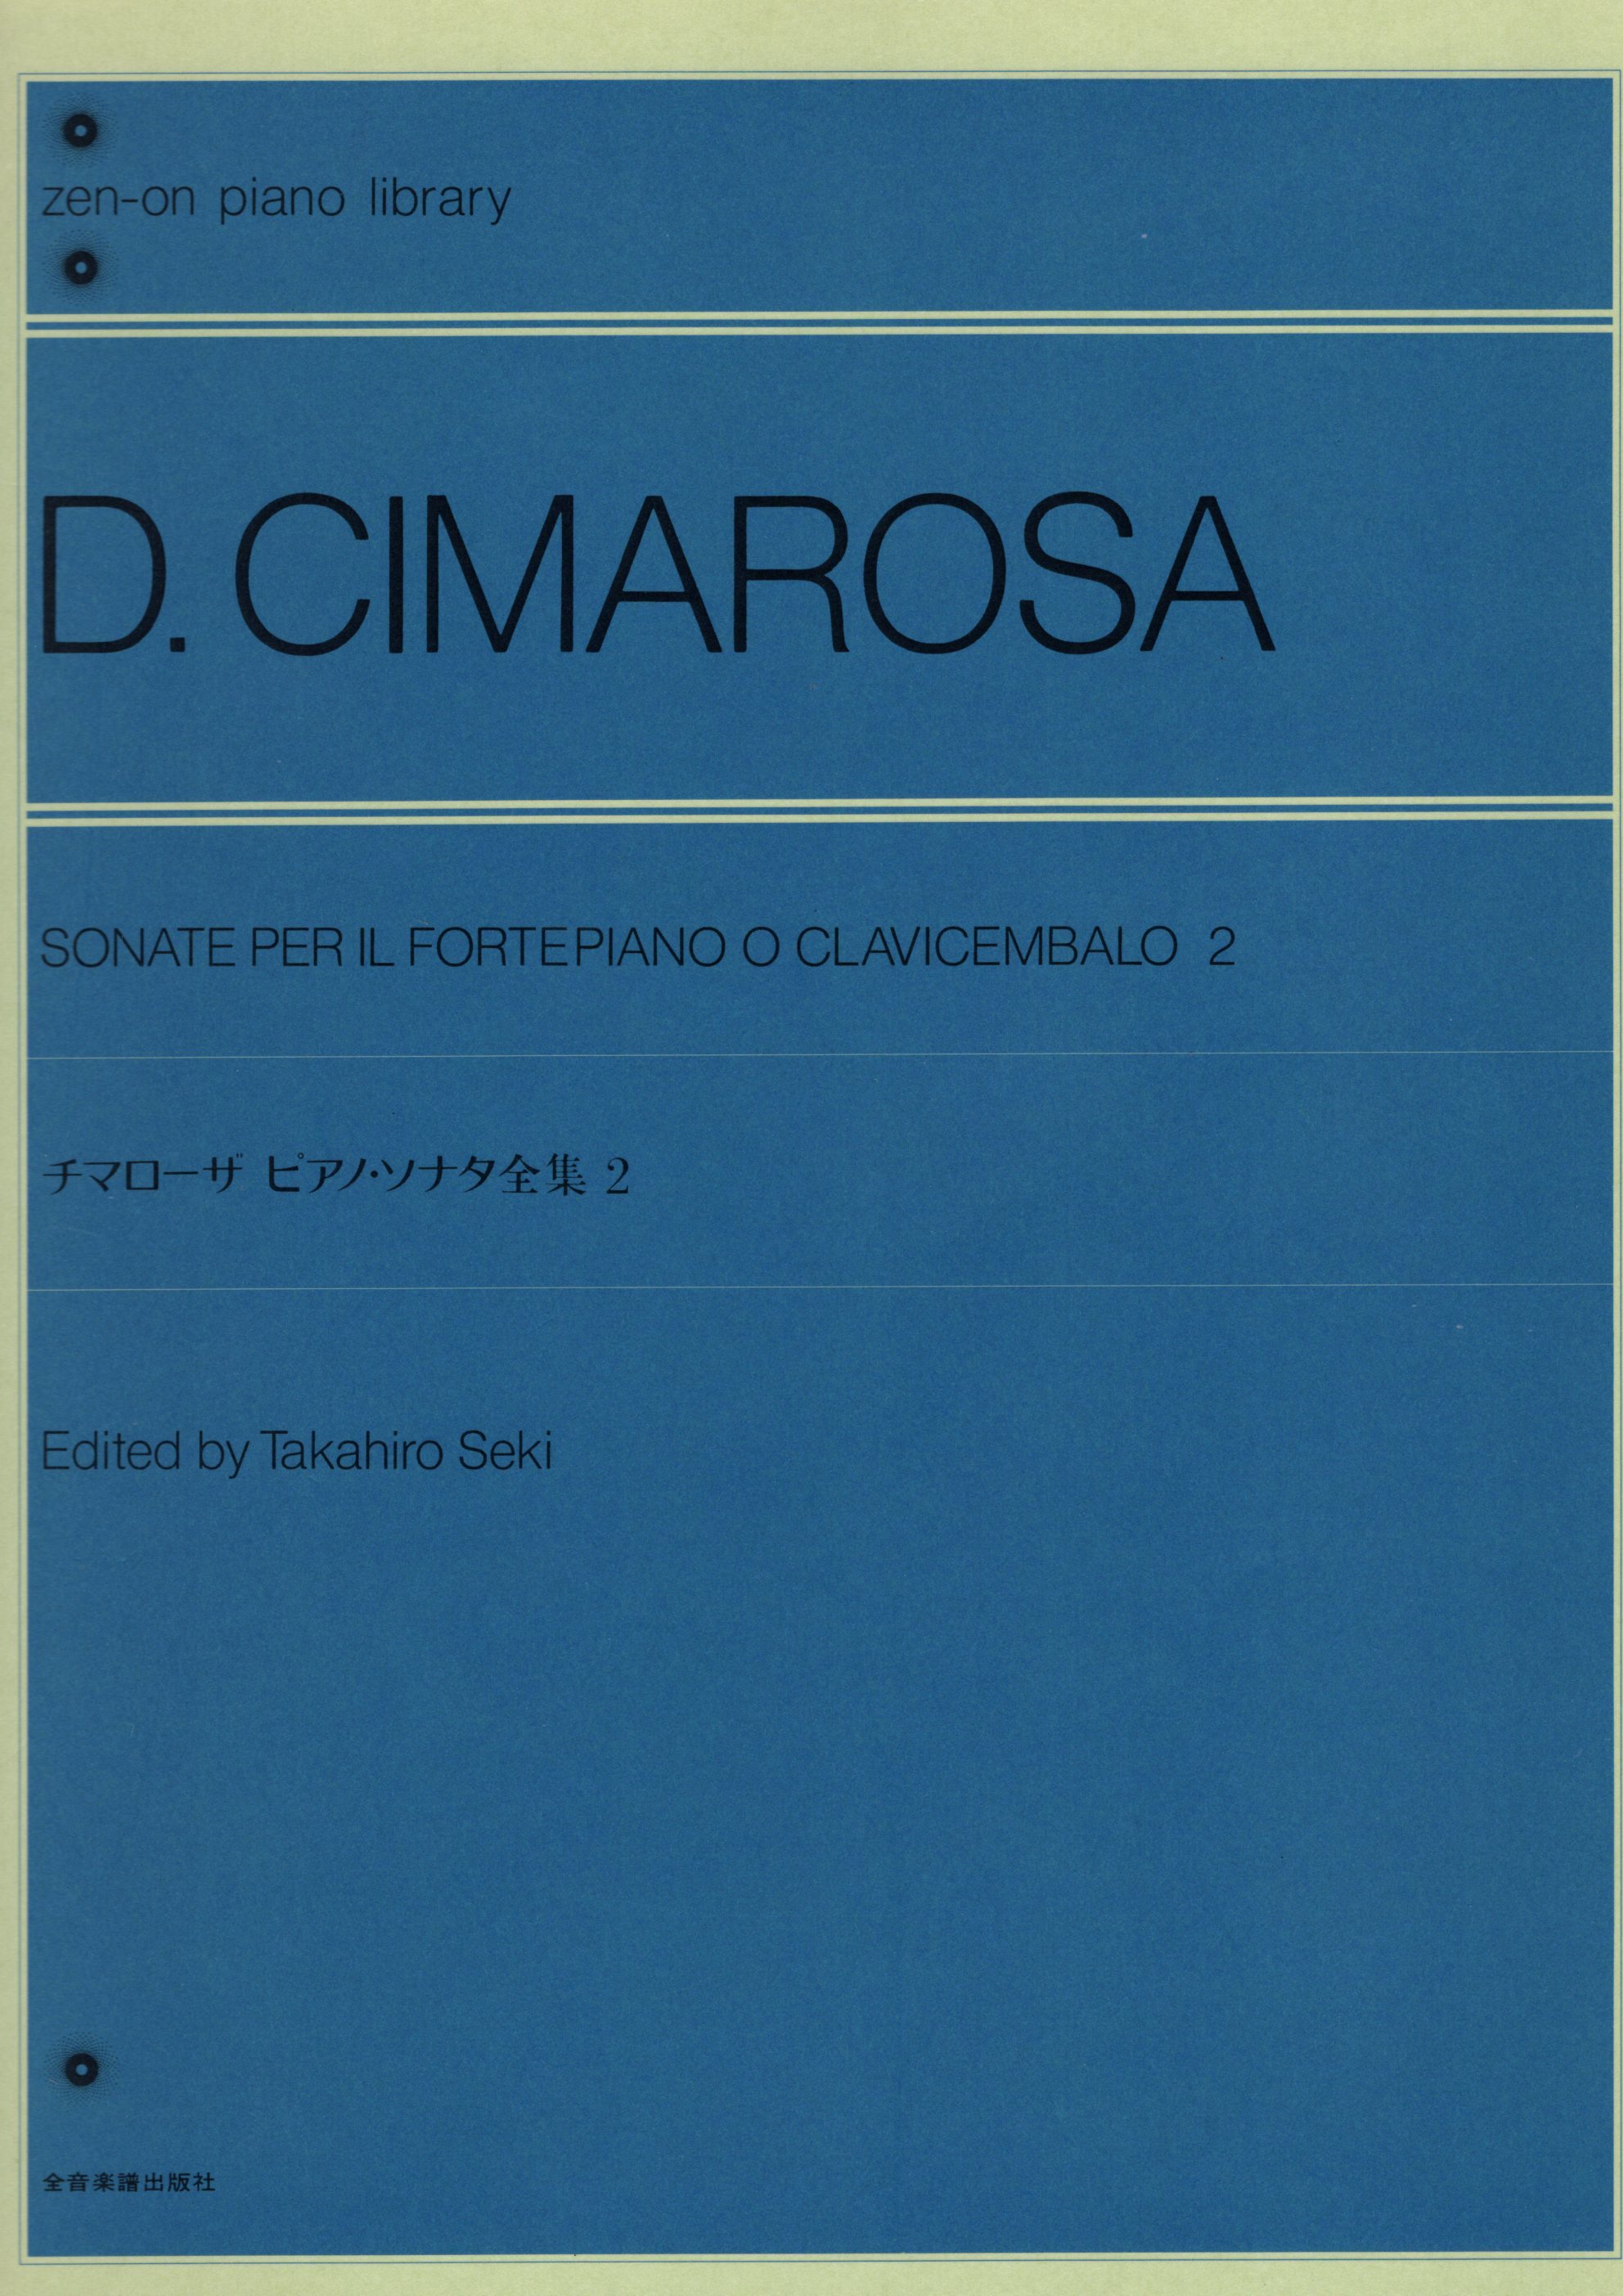 zen-on piano library
D. CIMAROSA
SONATE PER IL FORTEPIANO O CLAVICEMBALO 2
チマローザ ピアノ・ソナタ全集 2
Edited by Takahiro Seki
全音楽譜出版社